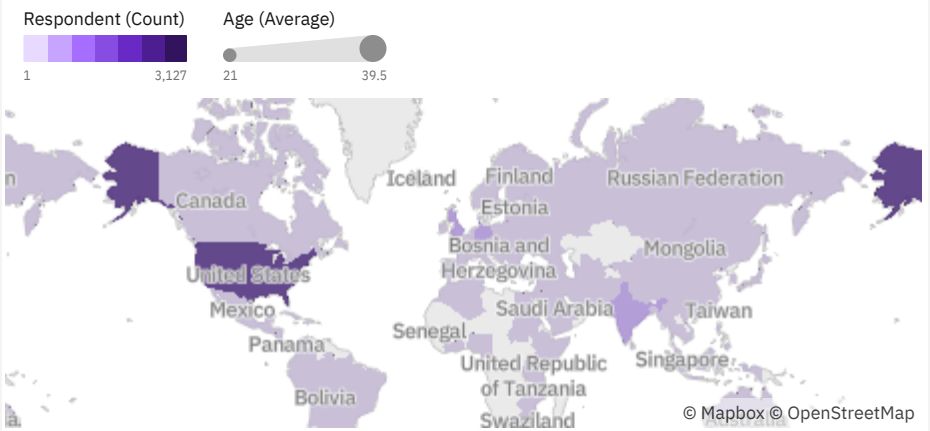 Respondent (Count)
Age (Average)
1
3,127
21
39.5
n
Iceland
Finland
Russian Federation
Canada
Estonia
Bosnia and
Herzegovina
Mongolia
United States
Mexico
Saudi Arabia
Taiwan
Senegal
Panama
United Republic
of Tanzania
Singapore
Bolivia
© Mapbox © OpenStreetMap
a.
Swaziland
Australia